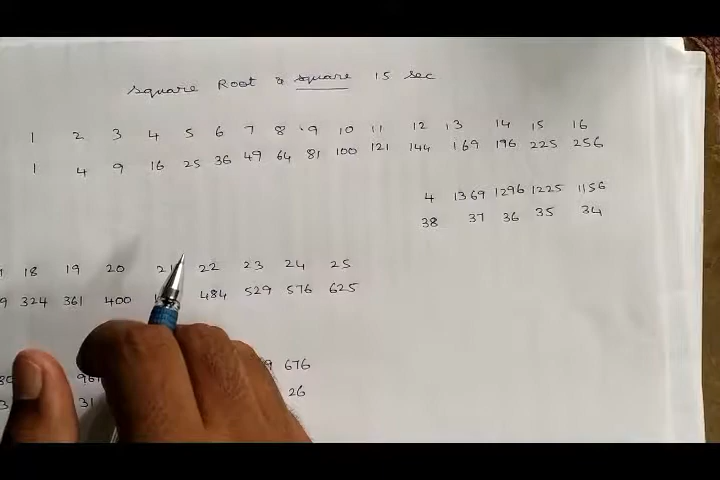 Square Root & Square 15 sec
1 2 3 4 5 6 7 8 9 10 11 12 13 14 15 16
1 4 9 16 25 36 49 64 81 100 121 144 169 196 225 256
4 1369 1296 1225 1156
38 37 36 35 34
18 19 20 21 22 23 24 25
324 361 400 484 529 576 625
676
31 26